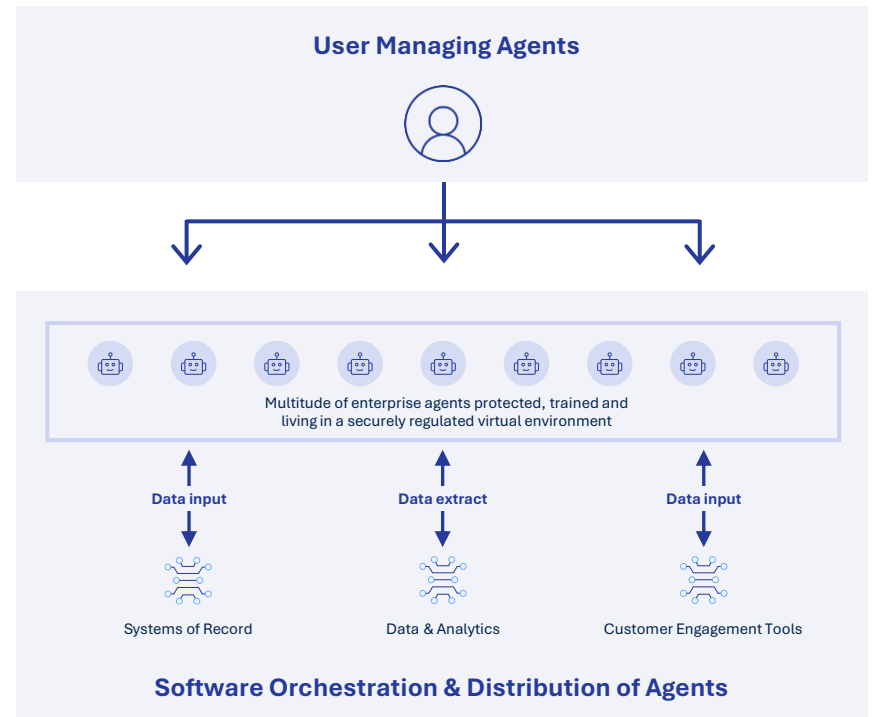 User Managing Agents
Multitude of enterprise agents protected, trained and
living in a securely regulated virtual environment
Data input
Data extract
Data input
Systems of Record
Data & Analytics
Customer Engagement Tools
Software Orchestration & Distribution of Agents